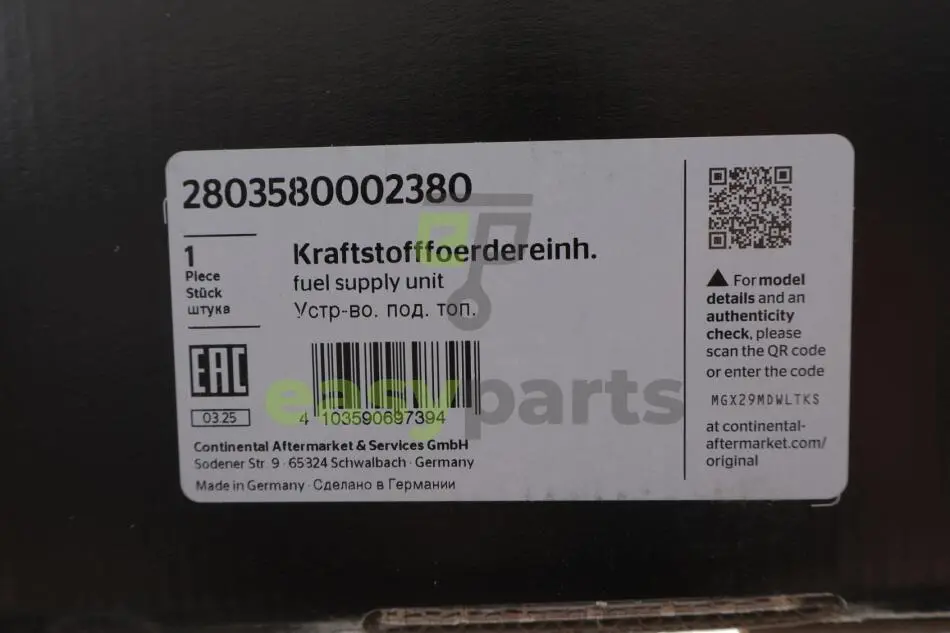 2803580002380
1
Piece
Stück
штука
Kraftstofffoerdereinh.
fuel supply unit
Устр-во. под. топ.
EAC
03.25
4 103590697394
Continental Aftermarket & Services GmbH
Sodener Str. 9 · 65824 Schwalbach · Germany
Made in Germany · Сделано в Германии
For model
details and an
authenticity
check, please
scan the QR code
or enter the code
MGX29MDWLTKS
at continental-
aftermarket.com/
original
easyparts